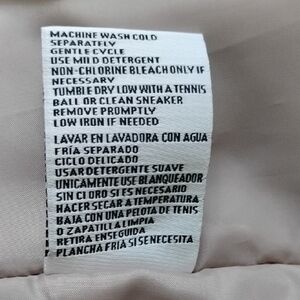 MACHINE WASH COLD
SEPARATELY
GENTLE CYCLE
USE MILD DETERGENT
NON-CHLORINE BLEACH ONLY IF
NECESSARY
TUMBLE DRY LOW WITH A TENNIS
BALL OR CLEAN SNEAKER
REMOVE PROMPTLY
LOW IRON IF NEEDED
LAVAR EN LAVADORA CON AGUA
FRÍA SEPARADO
CICLO DELICADO
USAR DETERGENTE SUAVE
UNICAMENTE USE BLANQUEADOR
SIN CLORO SI ES NECESARIO
HACER SECAR A TEMPERATURA
BAJA CON UNA PELOTA DE TENIS
O ZAPATILLA LIMPIA
RETIRA ENSEGUIDA
PLANCHA FRIA SI SE NECESITA